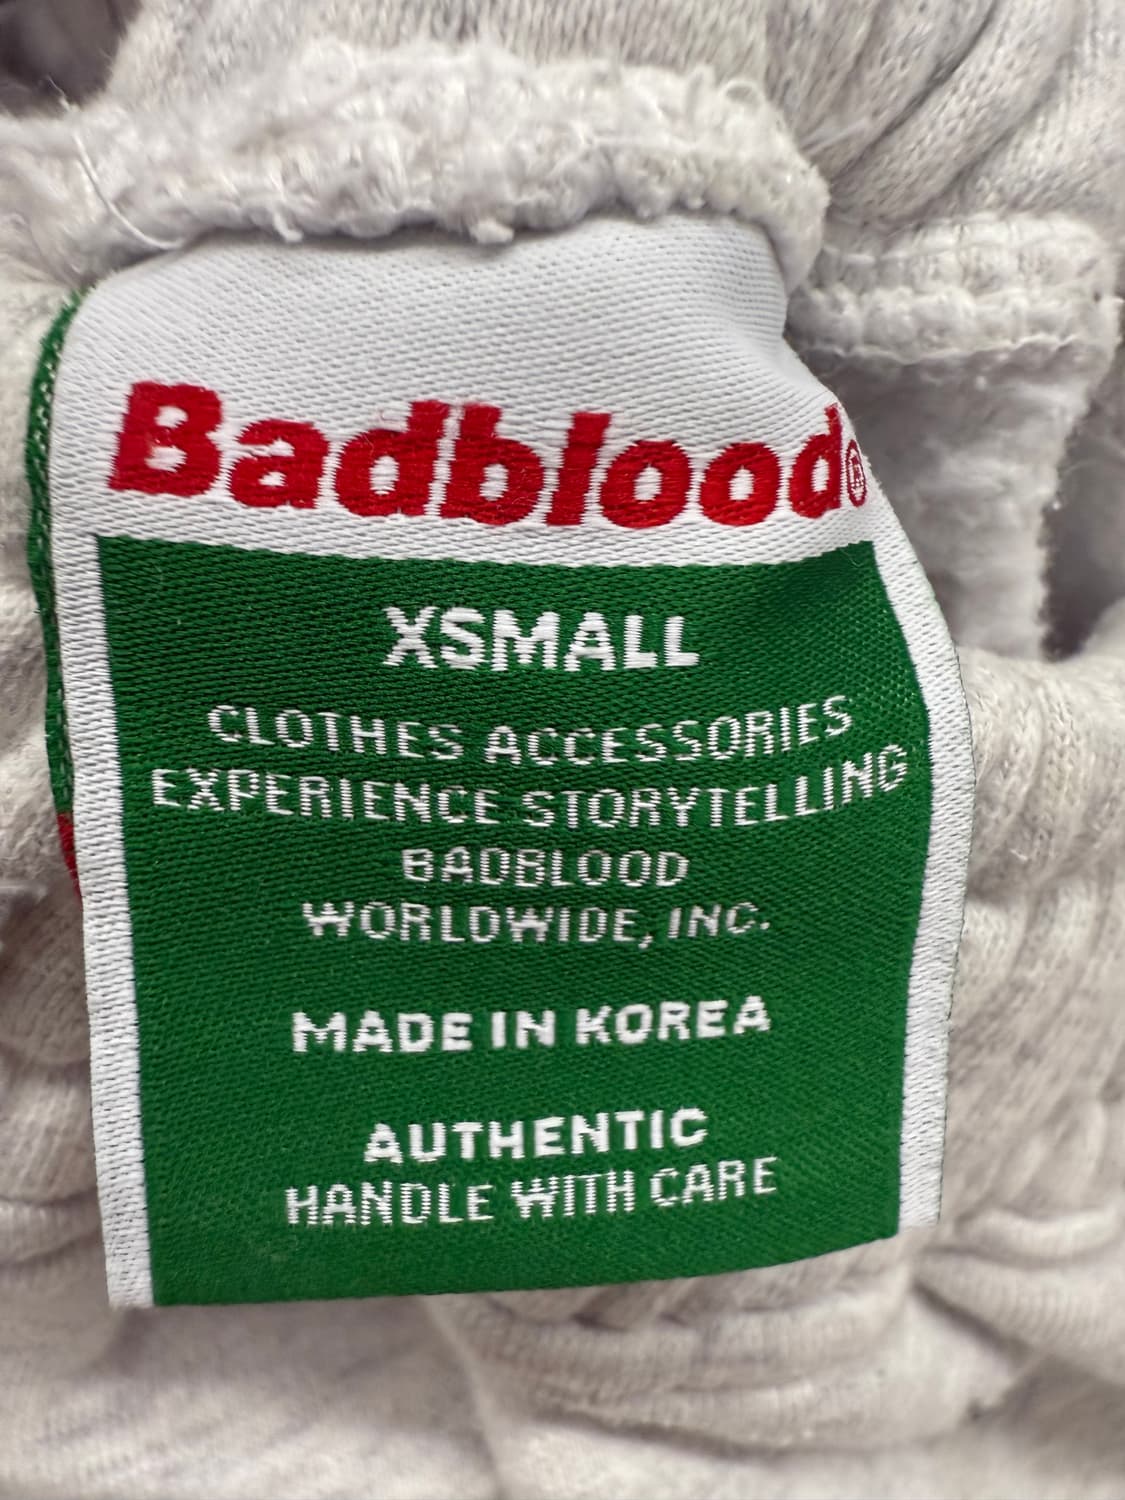 Badblood®
XSMALL
CLOTHES ACCESSORIES
EXPERIENCE STORYTELLING
BADBLOOD
WORLDWIDE, INC.
MADE IN KOREA
AUTHENTIC
HANDLE WITH CARE